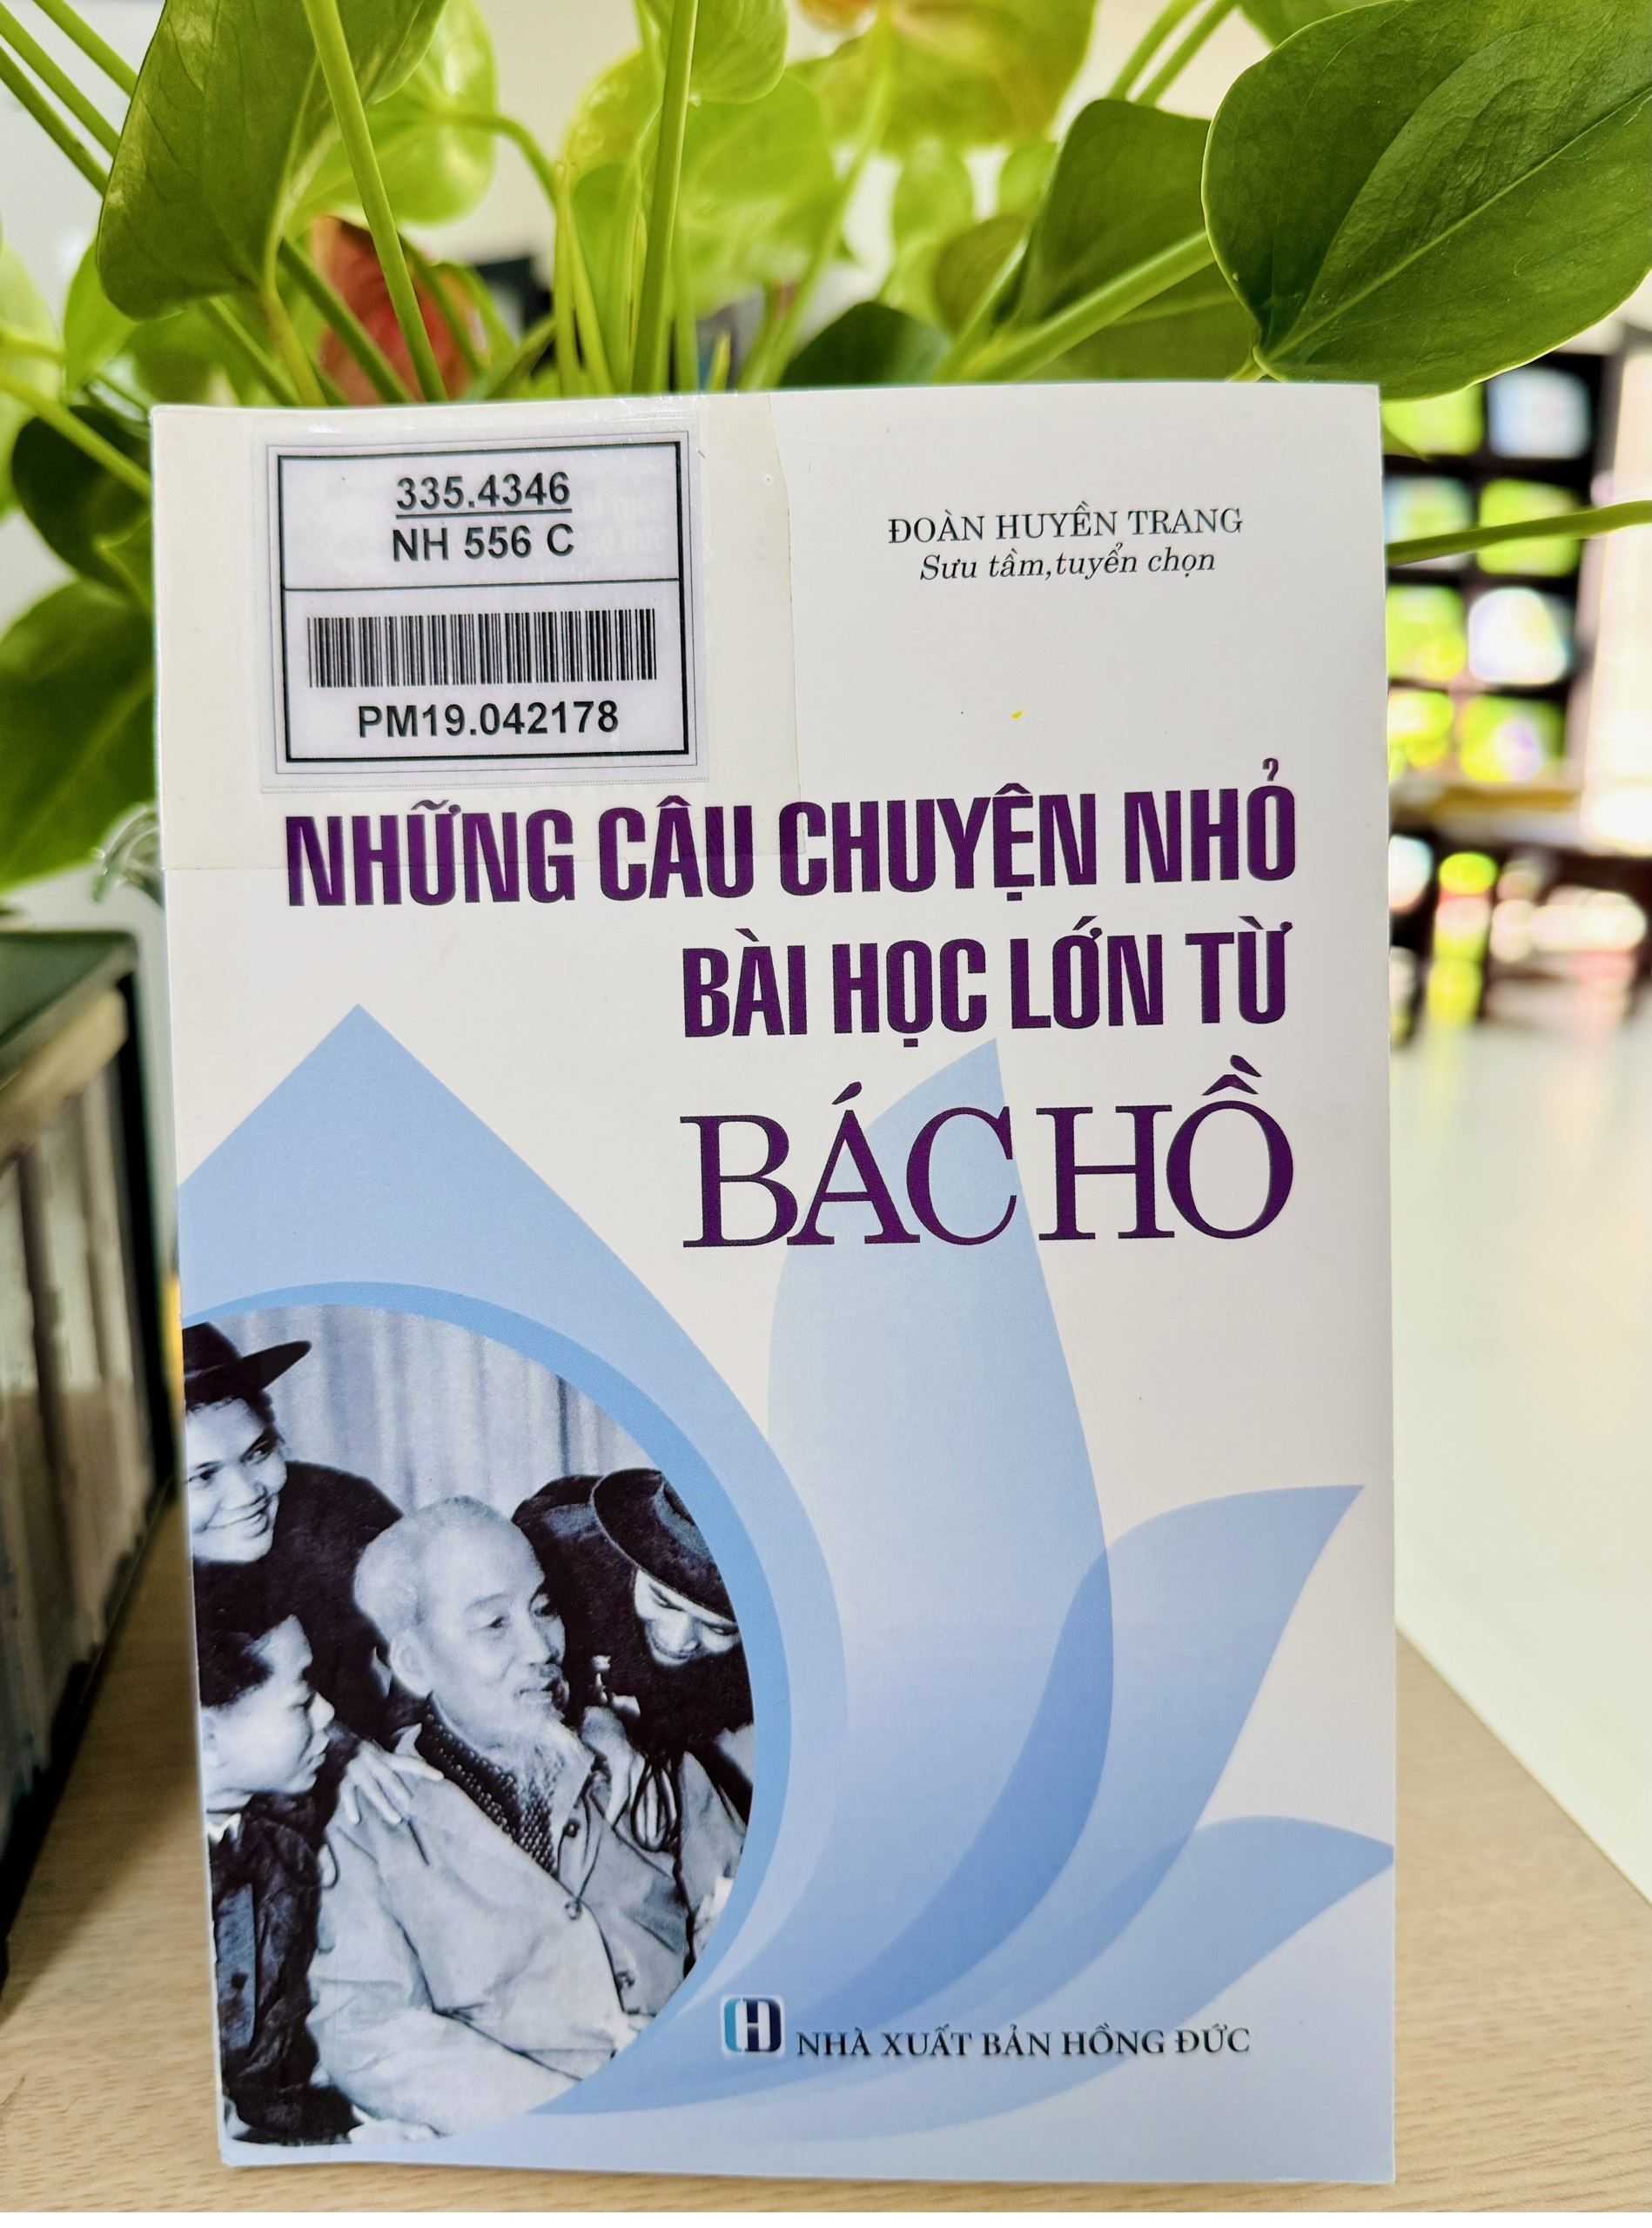 335.4346
NH 556 C
PM19.042178
ĐOÀN HUYỀN TRANG
Sưu tầm,tuyển chọn
NHỮNG CÂU CHUYỆN NHỎ
BÀI HỌC LỚN TỪ
BÁC HỒ
NHÀ XUẤT BẢN HỒNG ĐỨC